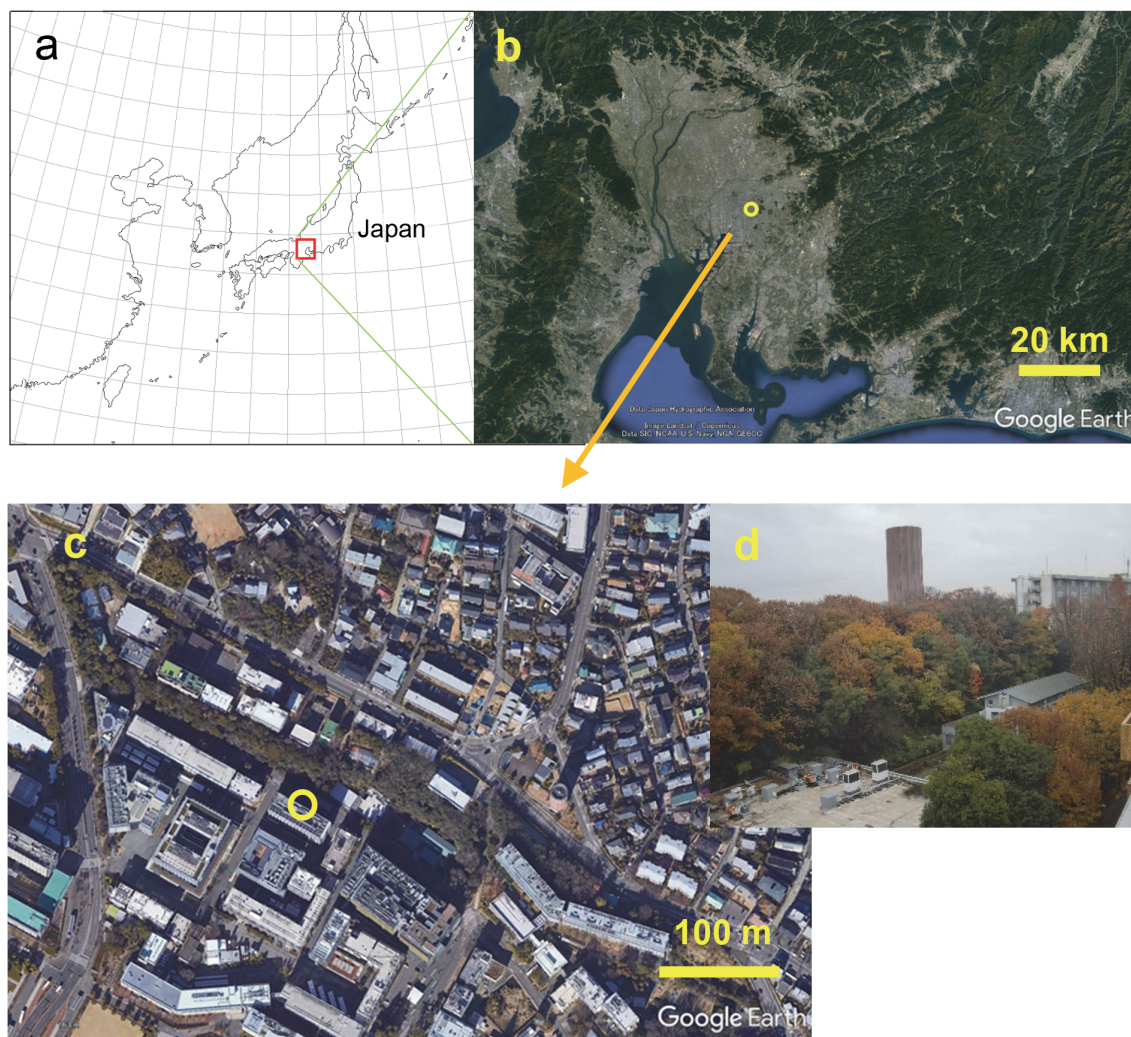 a
Japan
b
20 km
Data Japan Hydrographic Association
Image Landsat / Copernicus
Data SIO, NOAA, U.S. Navy, NGA, GEBCO
Google Earth
c
100 m
Google Earth
d